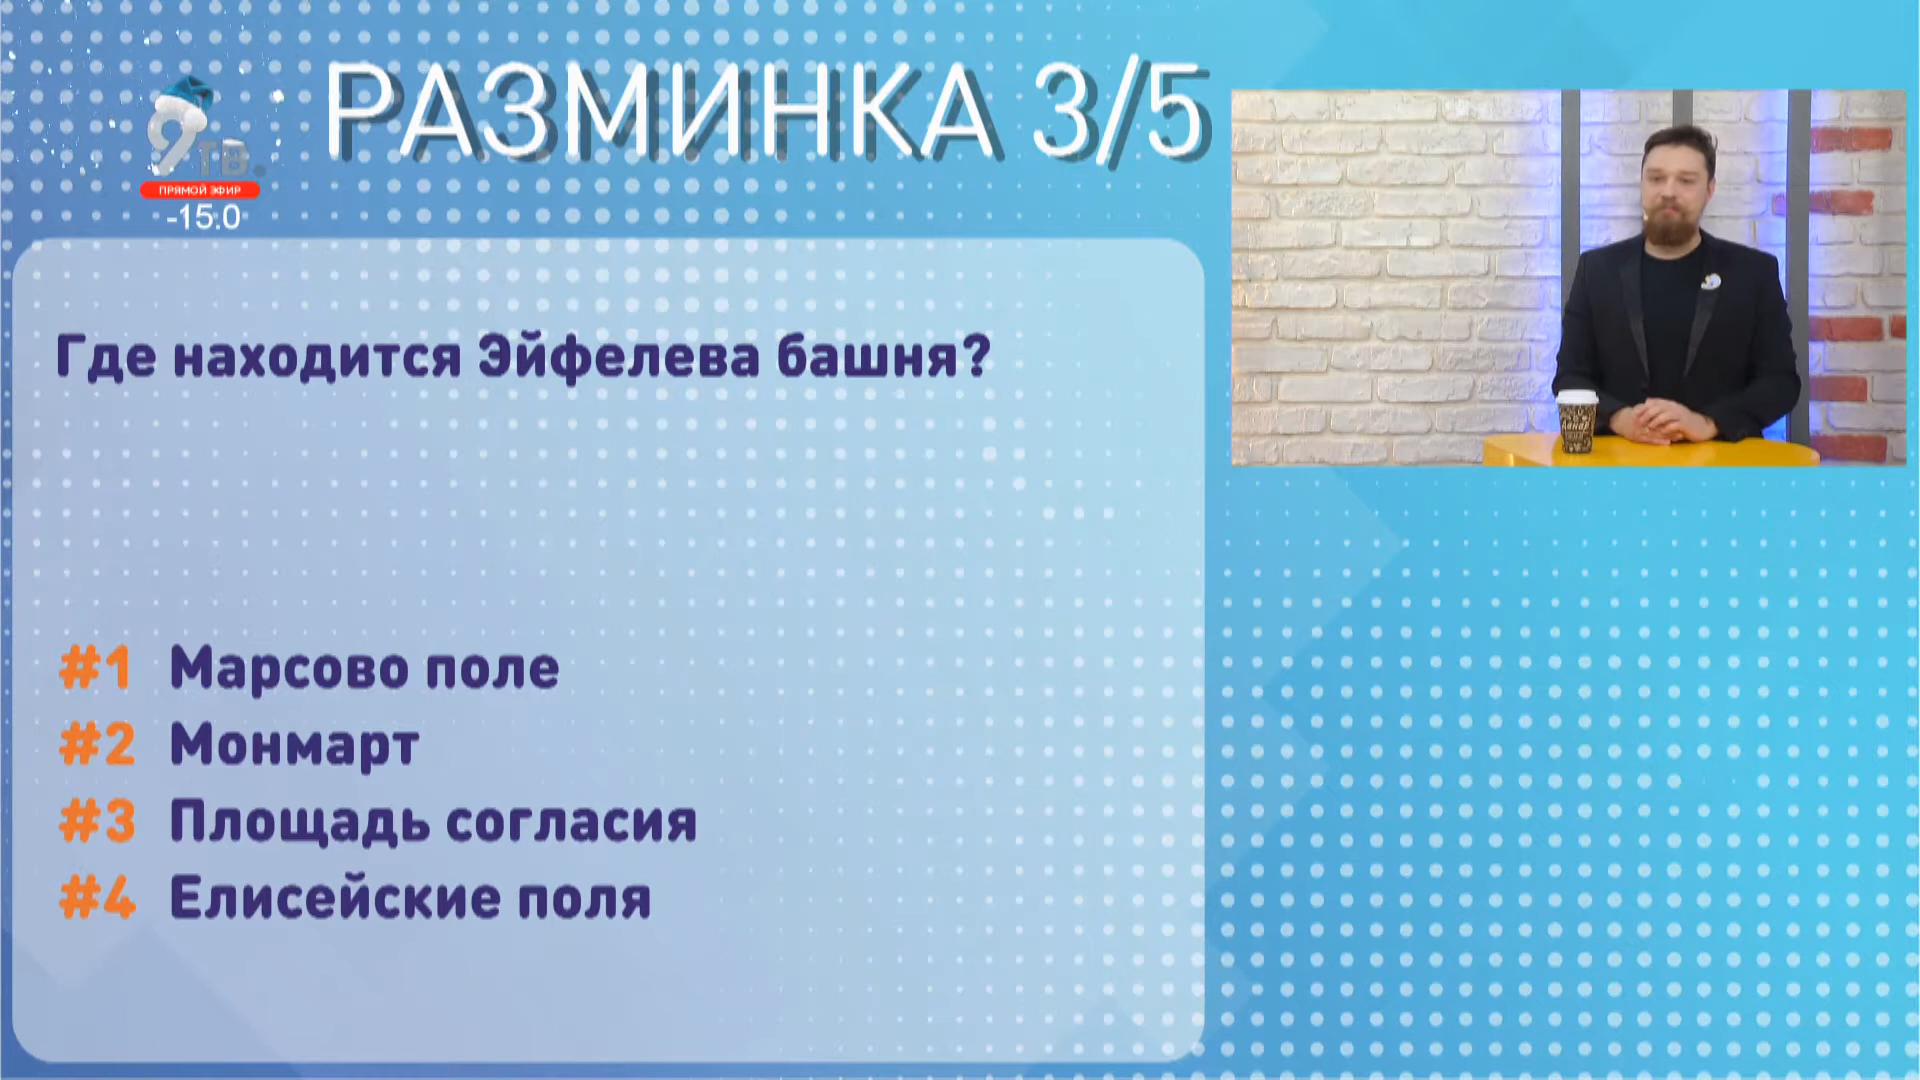 РАЗМИНКА 3/5
9 ТВ.
ПРЯМОЙ ЭФИР
-15.0
Где находится Эйфелева башня?
#1 Марсово поле
#2 Монмарт
#3 Площадь согласия
#4 Елисейские поля